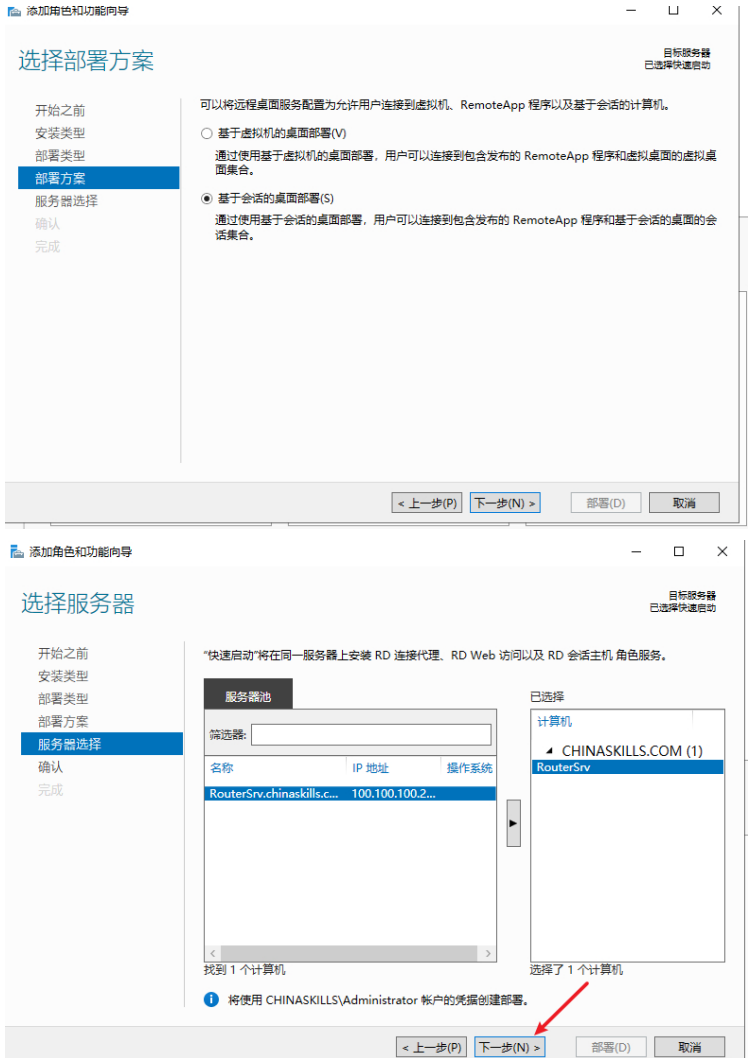 添加角色和功能向导
选择部署方案
目标服务器
已选择快速启动
开始之前
安装类型
部署类型
部署方案
服务器选择
确认
完成
可以将远程桌面服务配置为允许用户连接到虚拟机、RemoteApp 程序以及基于会话的计算机。
基于虚拟机的桌面部署(V)
通过使用基于虚拟机的桌面部署，用户可以连接到包含发布的 RemoteApp 程序和虚拟桌面的虚拟桌
面集合。
基于会话的桌面部署(S)
通过使用基于会话的桌面部署，用户可以连接到包含发布的 RemoteApp 程序和基于会话的桌面的会
话集合。
< 上一步(P) 下一步(N) > 部署(D) 取消
添加角色和功能向导
选择服务器
目标服务器
已选择快速启动
开始之前
安装类型
部署类型
部署方案
服务器选择
确认
完成
“快速启动”将在同一服务器上安装 RD 连接代理、RD Web 访问以及 RD 会话主机 角色服务。
服务器池
筛选器:
名称 IP 地址 操作系统
RouterSrv.chinaskills.c... 100.100.100.2...
找到 1 个计算机
已选择
计算机
CHINASKILLS.COM (1)
RouterSrv
选择了 1 个计算机
将使用 CHINASKILLS\Administrator 帐户的凭据创建部署。
< 上一步(P) 下一步(N) > 部署(D) 取消